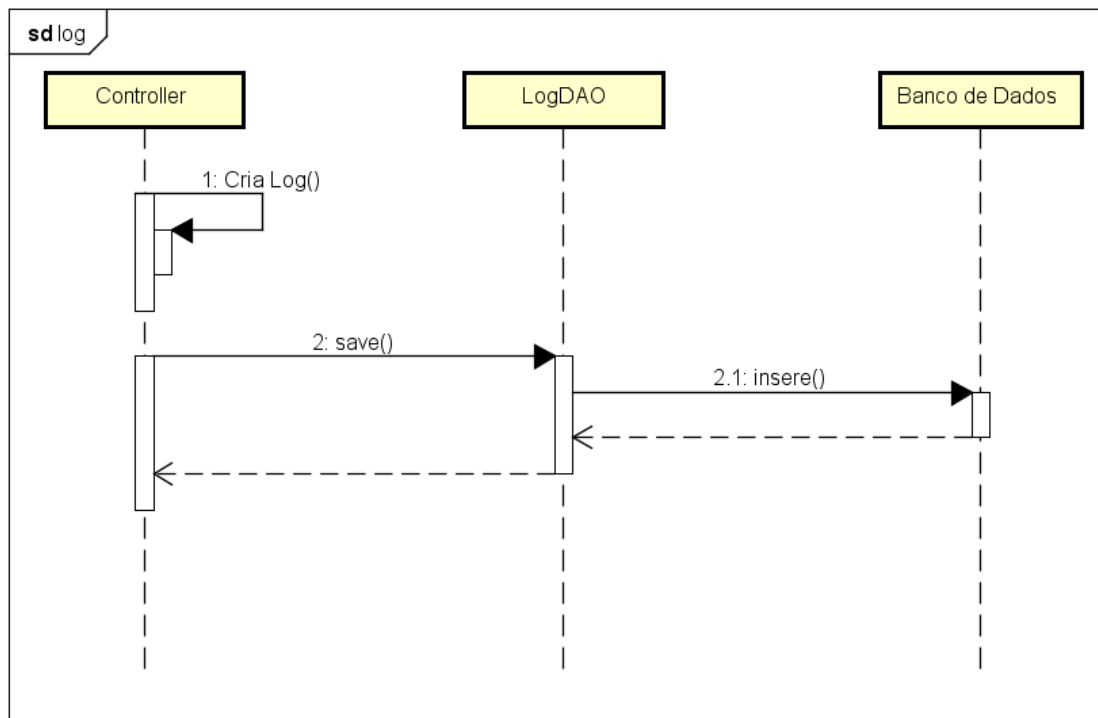 sd log
Controller
LogDAO
Banco de Dados
1: Cria Log()
2: save()
2.1: insere()